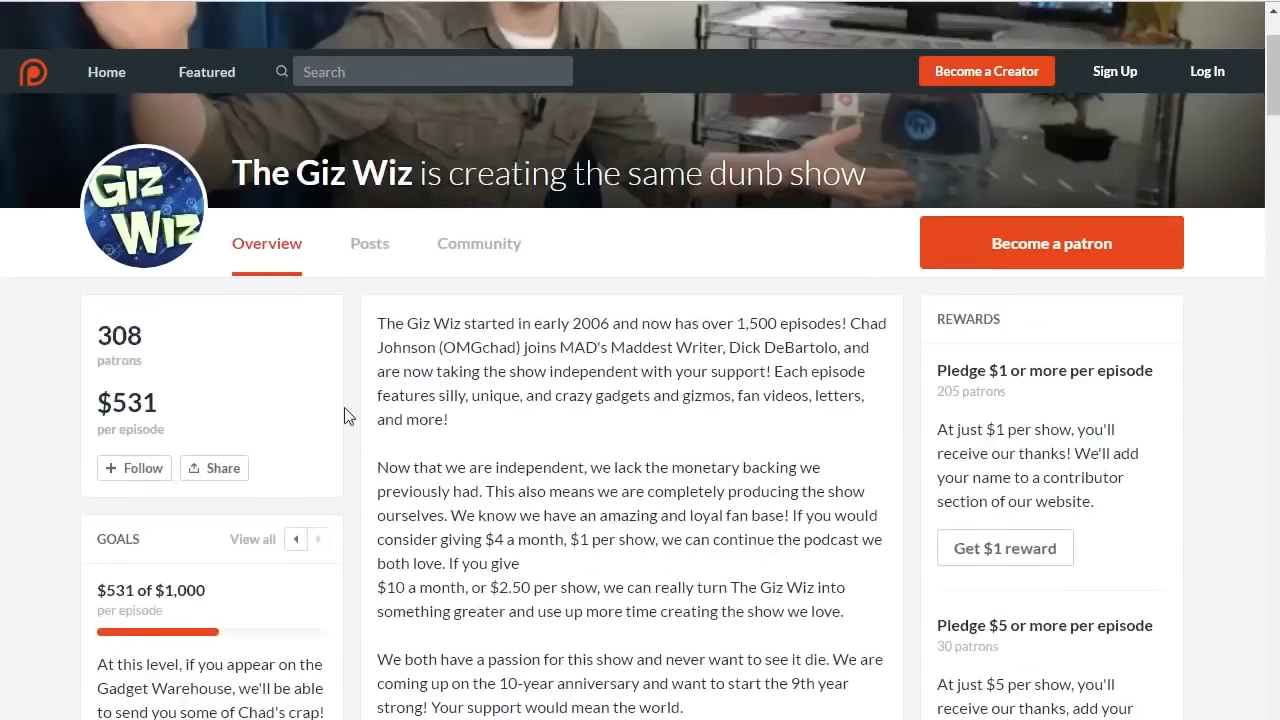 Home
Featured
Search
Become a Creator
Sign Up
Log In
The Giz Wiz is creating the same dunb show
GIZ
WIZ
Overview
Posts
Community
Become a patron
308
patrons
$531
per episode
+ Follow
Share
GOALS
View all
$531 of $1,000
per episode
At this level, if you appear on the
Gadget Warehouse, we'll be able
to send you some of Chad's crap!
The Giz Wiz started in early 2006 and now has over 1,500 episodes! Chad
Johnson (OMGchad) joins MAD's Maddest Writer, Dick DeBartolo, and
are now taking the show independent with your support! Each episode
features silly, unique, and crazy gadgets and gizmos, fan videos, letters,
and more!
Now that we are independent, we lack the monetary backing we
previously had. This also means we are completely producing the show
ourselves. We know we have an amazing and loyal fan base! If you would
consider giving $4 a month, $1 per show, we can continue the podcast we
both love. If you give
$10 a month, or $2.50 per show, we can really turn The Giz Wiz into
something greater and use up more time creating the show we love.
We both have a passion for this show and never want to see it die. We are
coming up on the 10-year anniversary and want to start the 9th year
strong! Your support would mean the world.
REWARDS
Pledge $1 or more per episode
205 patrons
At just $1 per show, you'll
receive our thanks! We'll add
your name to a contributor
section of our website.
Get $1 reward
Pledge $5 or more per episode
30 patrons
At just $5 per show, you'll
receive our thanks, add your